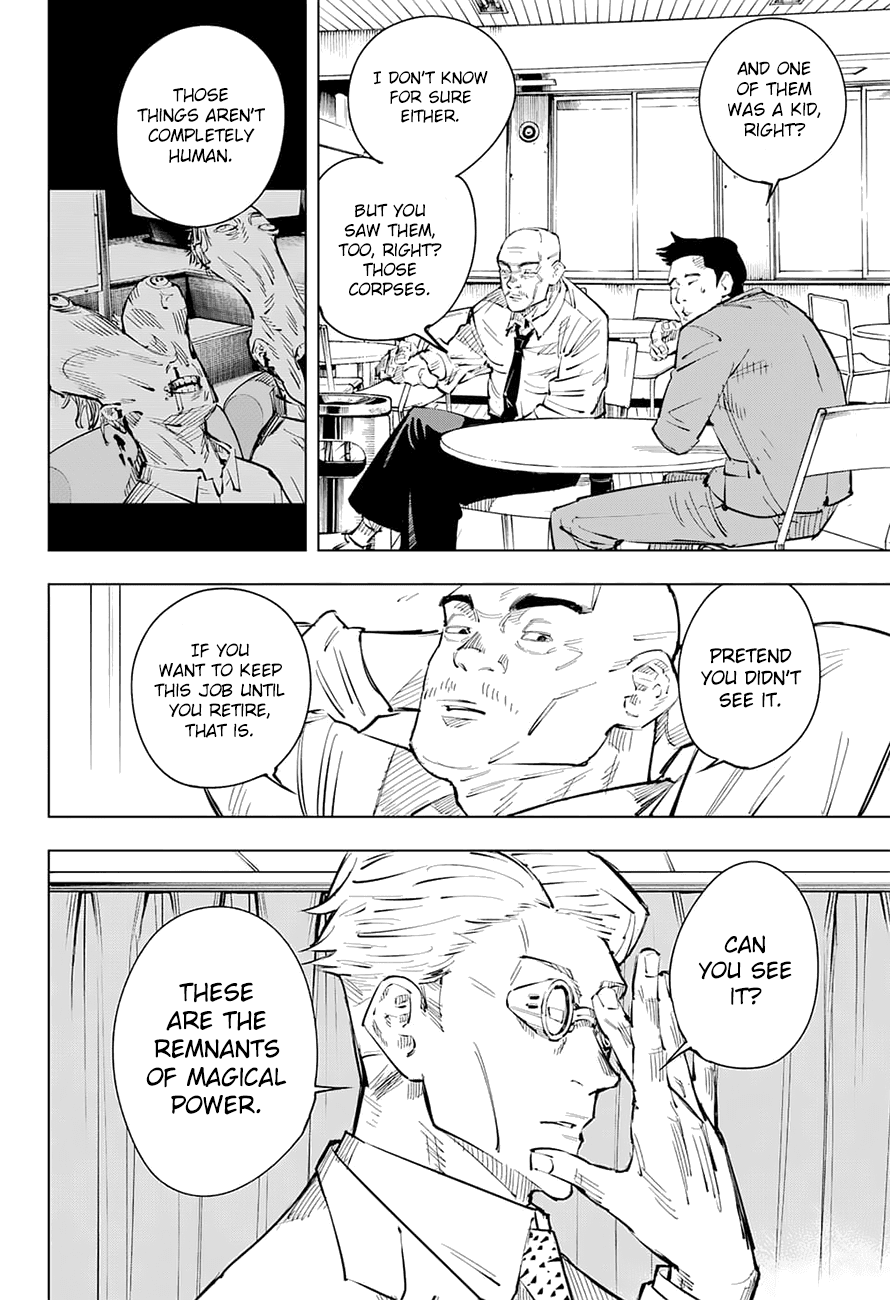 AND ONE
OF THEM
WAS A KID,
RIGHT?
I DON'T KNOW
FOR SURE
EITHER.
BUT YOU
SAW THEM,
TOO, RIGHT?
THOSE
CORPSES.
THOSE
THINGS AREN'T
COMPLETELY
HUMAN.
PRETEND
YOU DIDN'T
SEE IT.
IF YOU
WANT TO KEEP
THIS JOB UNTIL
YOU RETIRE,
THAT IS.
CAN
YOU SEE
IT?
THESE
ARE THE
REMNANTS
OF MAGICAL
POWER.